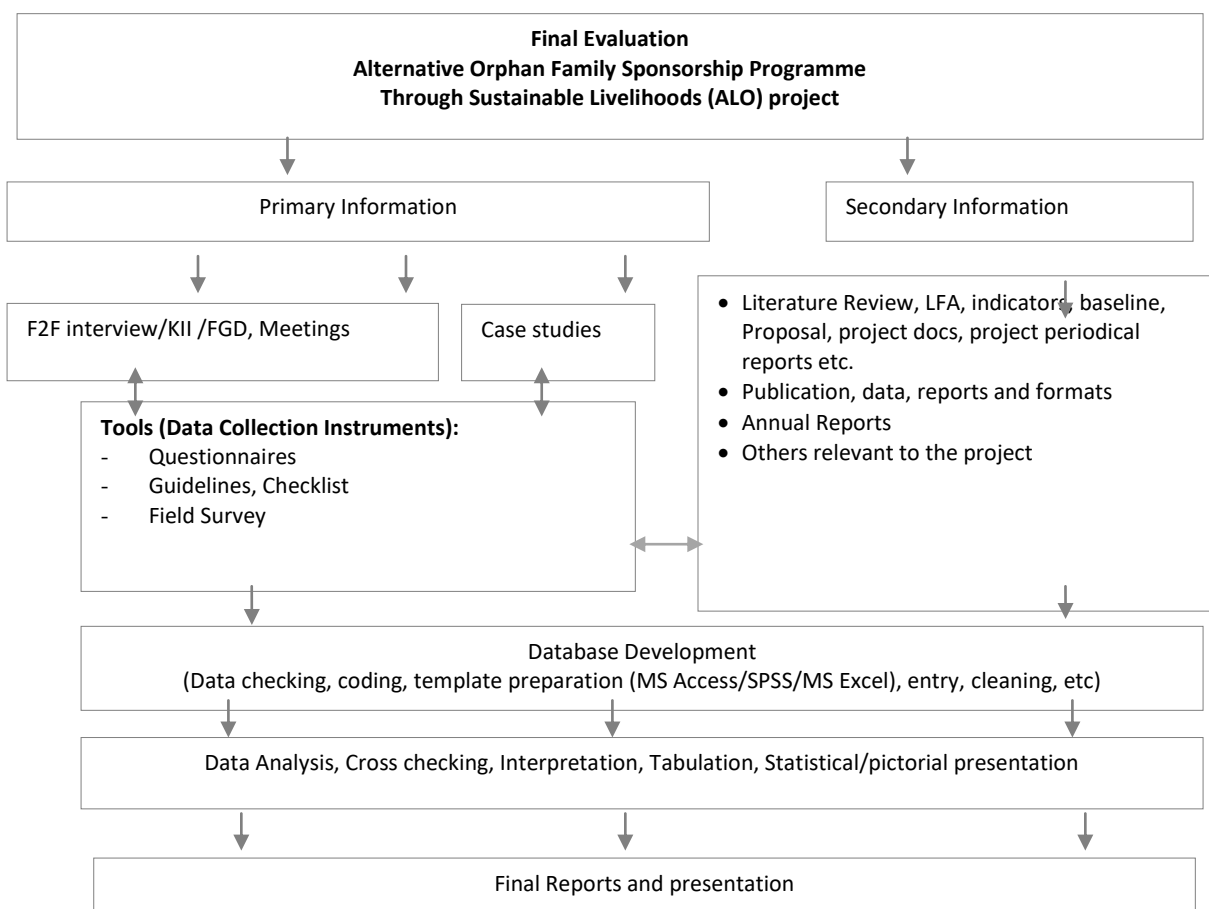 Final Evaluation
Alternative Orphan Family Sponsorship Programme
Through Sustainable Livelihoods (ALO) project
Primary Information
Secondary Information
F2F interview/KII /FGD, Meetings
Case studies
• Literature Review, LFA, indicators, baseline,
Proposal, project docs, project periodical
reports etc.
• Publication, data, reports and formats
• Annual Reports
• Others relevant to the project
Tools (Data Collection Instruments):
- Questionnaires
- Guidelines, Checklist
- Field Survey
Database Development
(Data checking, coding, template preparation (MS Access/SPSS/MS Excel), entry, cleaning, etc)
Data Analysis, Cross checking, Interpretation, Tabulation, Statistical/pictorial presentation
Final Reports and presentation